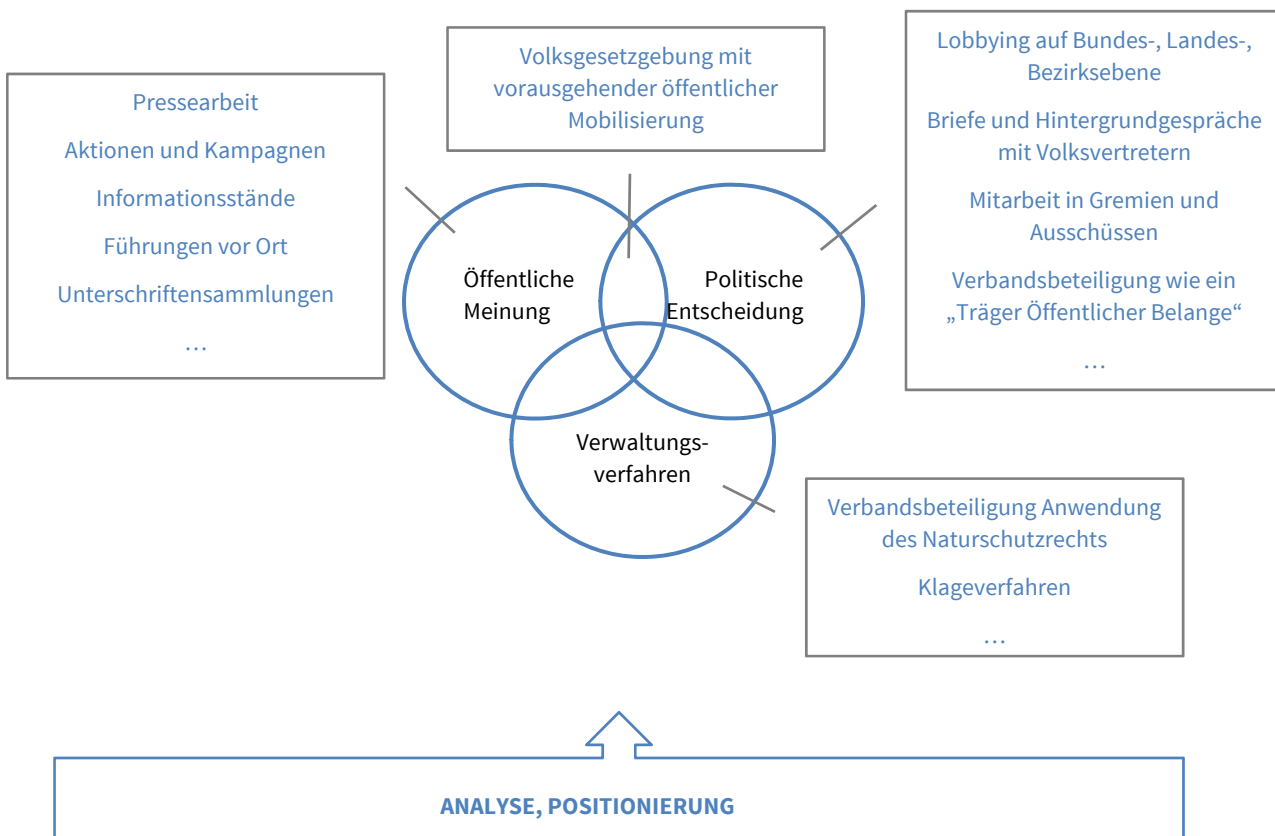 Pressearbeit
Aktionen und Kampagnen
Informationsstände
Führungen vor Ort
Unterschriftensammlungen
…
Volksgesetzgebung mit
vorausgehender öffentlicher
Mobilisierung
Lobbying auf Bundes-, Landes-,
Bezirksebene
Briefe und Hintergrundgespräche
mit Volksvertretern
Mitarbeit in Gremien und
Ausschüssen
Verbandsbeteiligung wie ein
„Träger Öffentlicher Belange“
…
Öffentliche
Meinung
Politische
Entscheidung
Verwaltungs-
verfahren
Verbandsbeteiligung Anwendung
des Naturschutzrechts
Klageverfahren
…
ANALYSE, POSITIONIERUNG